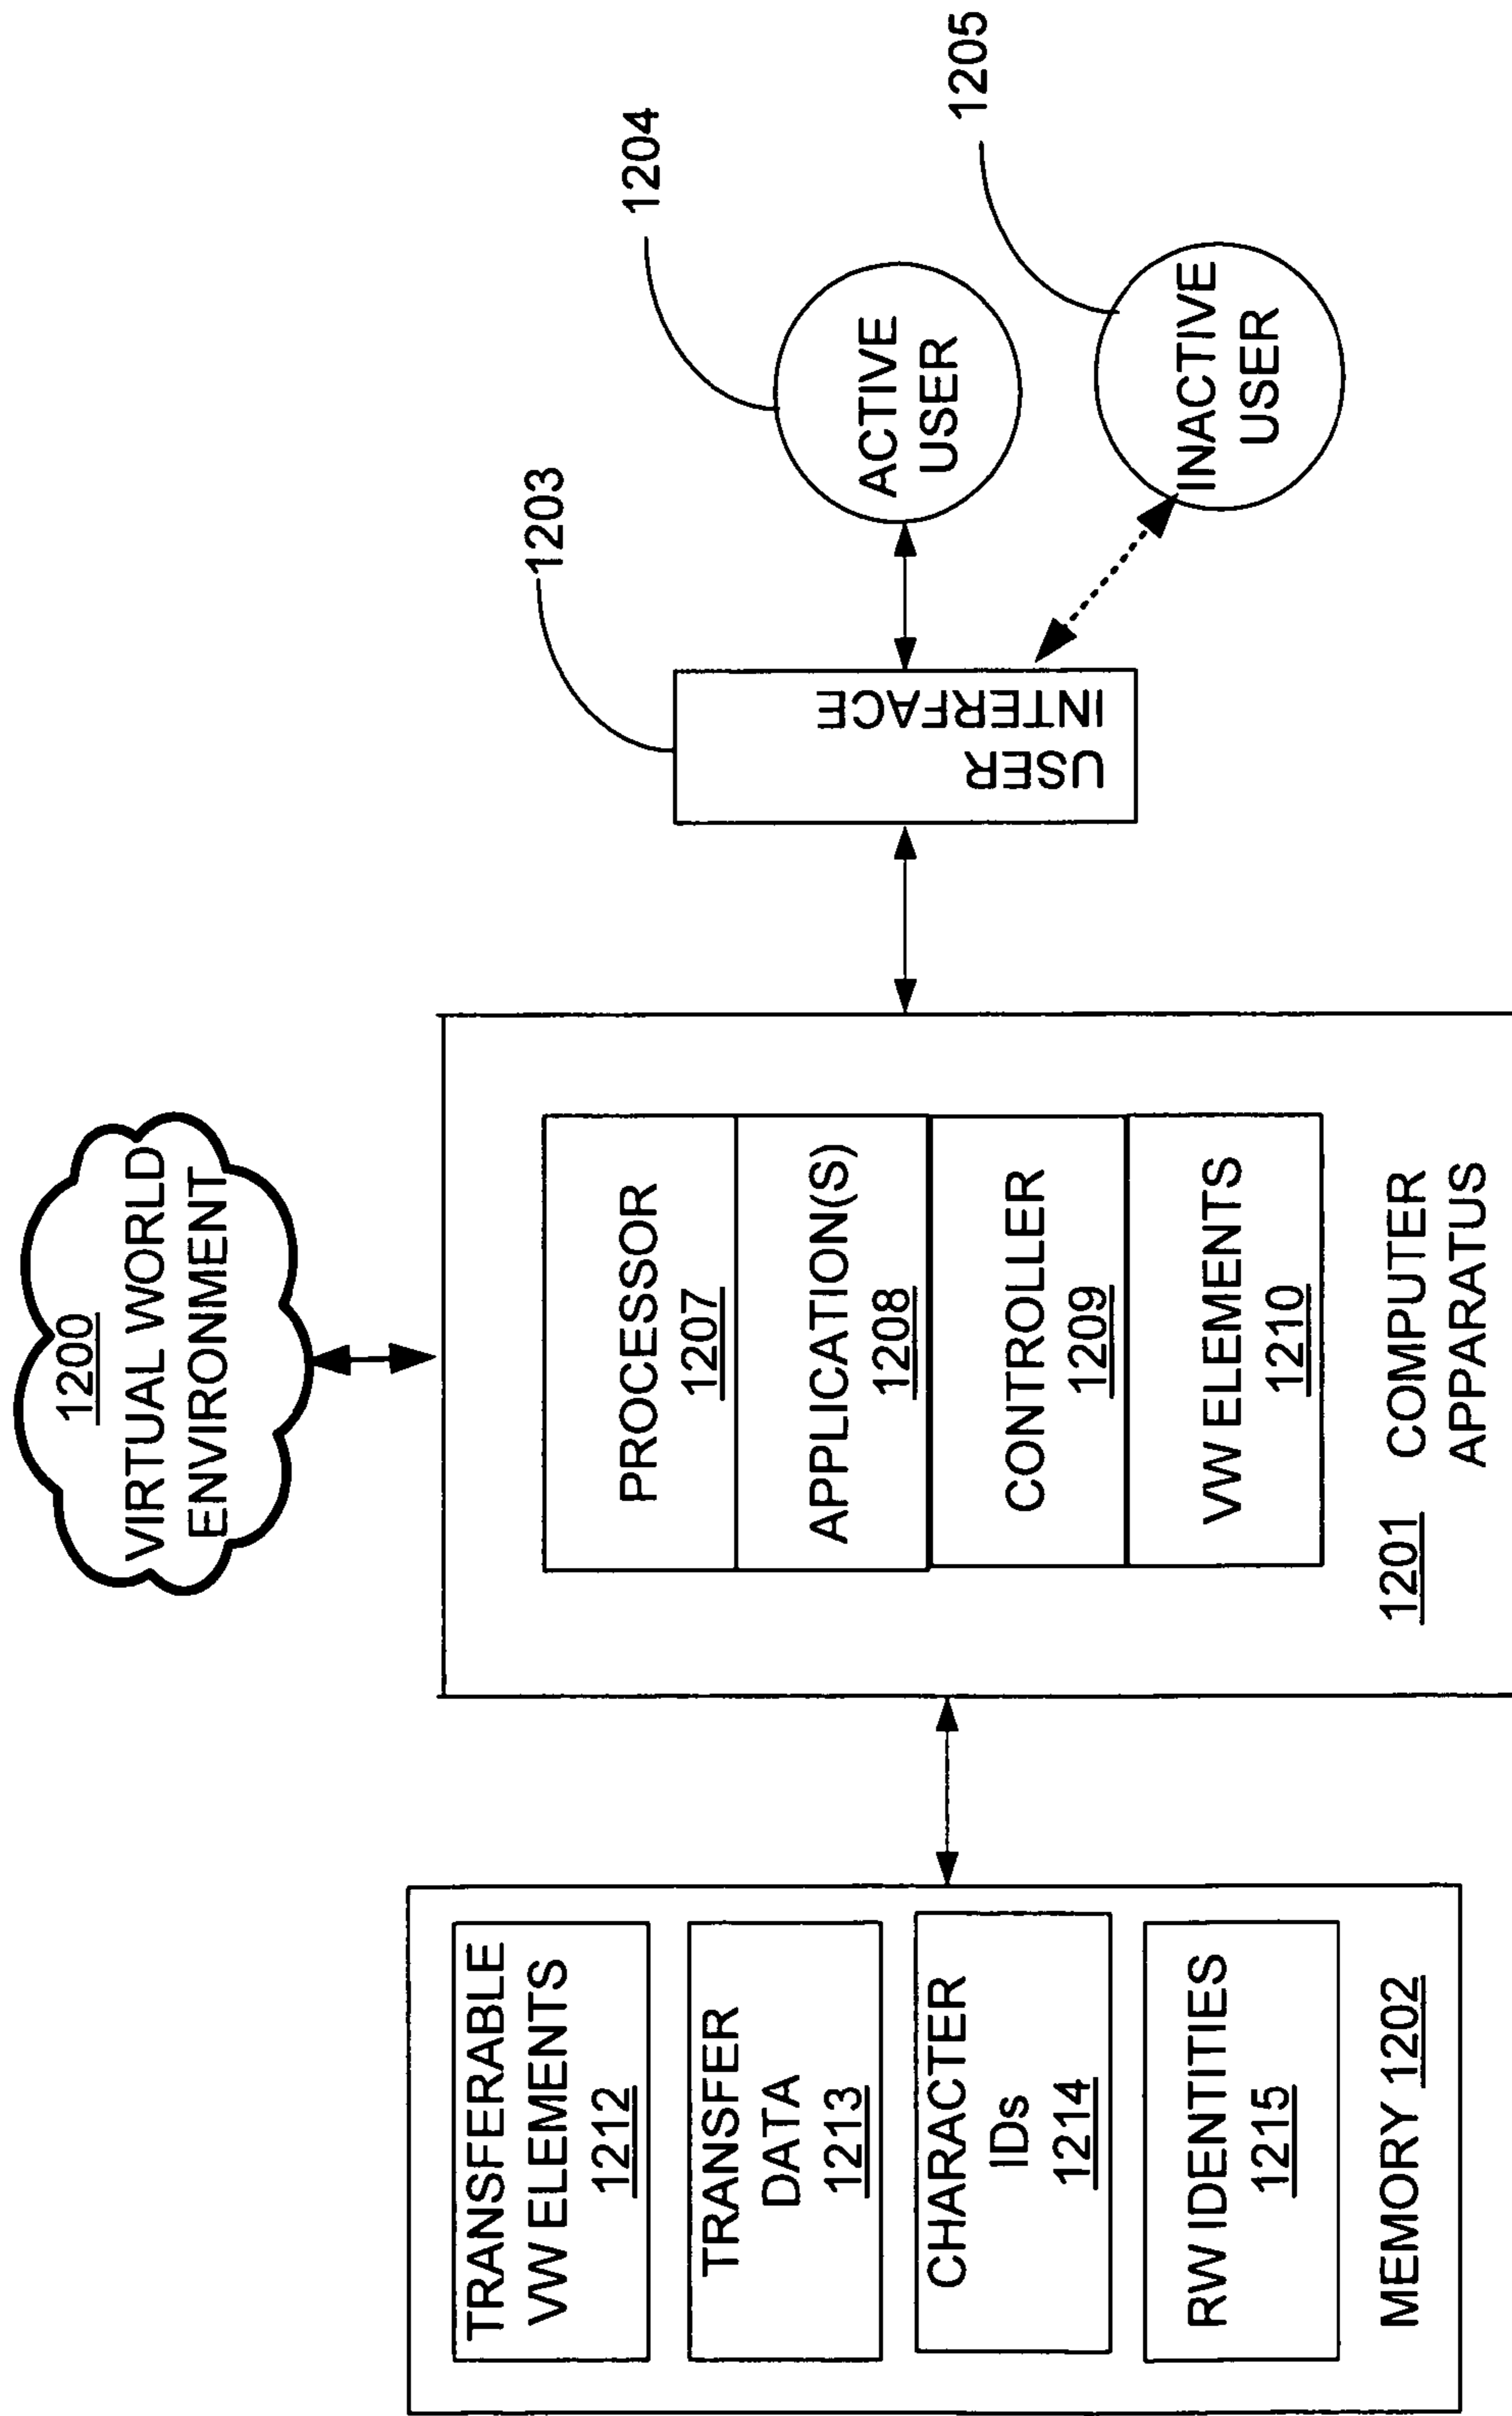 1200
VIRTUAL WORLD
ENVIRONMENT
TRANSFERABLE
VW ELEMENTS
1212
TRANSFER
DATA
1213
CHARACTER
IDs
1214
RW IDENTITIES
1215
MEMORY 1202
PROCESSOR
1207
APPLICATION(S)
1208
CONTROLLER
1209
VW ELEMENTS
1210
1201 COMPUTER
APPARATUS
1203
USER
INTERFACE
1204
ACTIVE
USER
1205
INACTIVE
USER